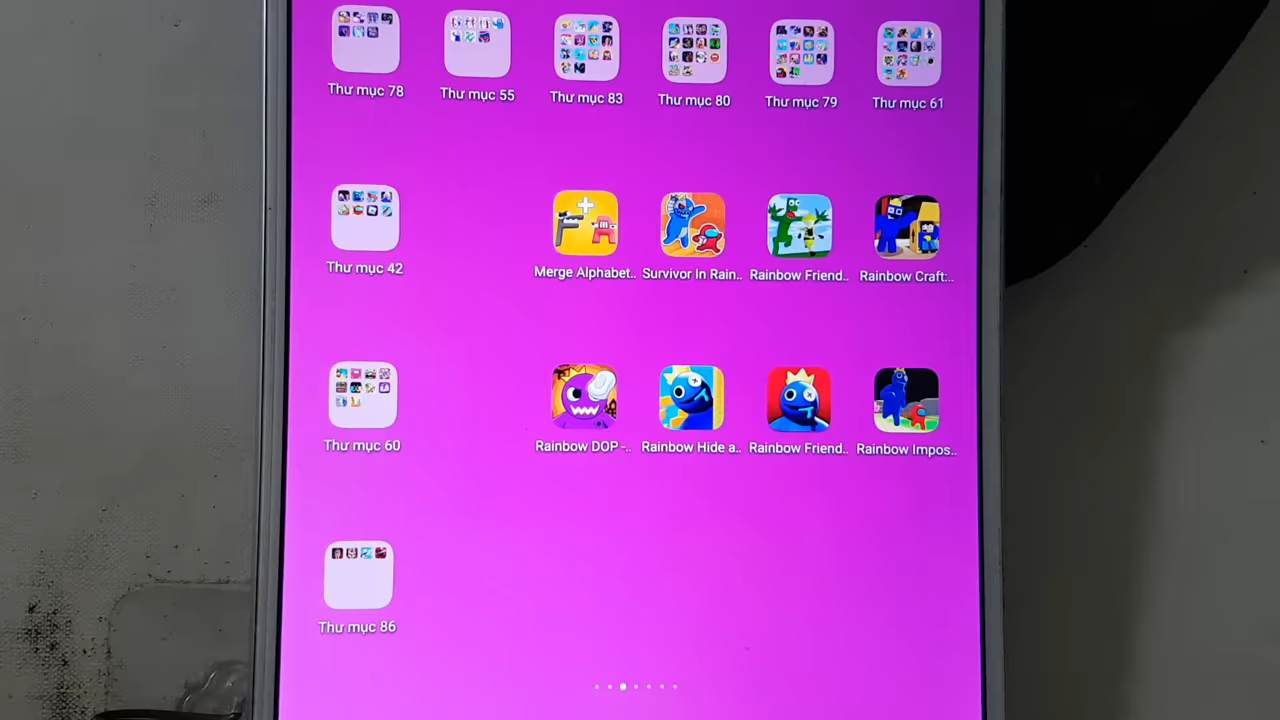 Thư mục 78
Thư mục 55
Thư mục 83
Thư mục 80
Thư mục 79
Thư mục 61
Thư mục 42
Merge Alphabet..
Survivor In Rain..
Rainbow Friend..
Rainbow Craft:..
Thư mục 60
Rainbow DOP -..
Rainbow Hide a..
Rainbow Friend..
Rainbow Impos..
Thư mục 86